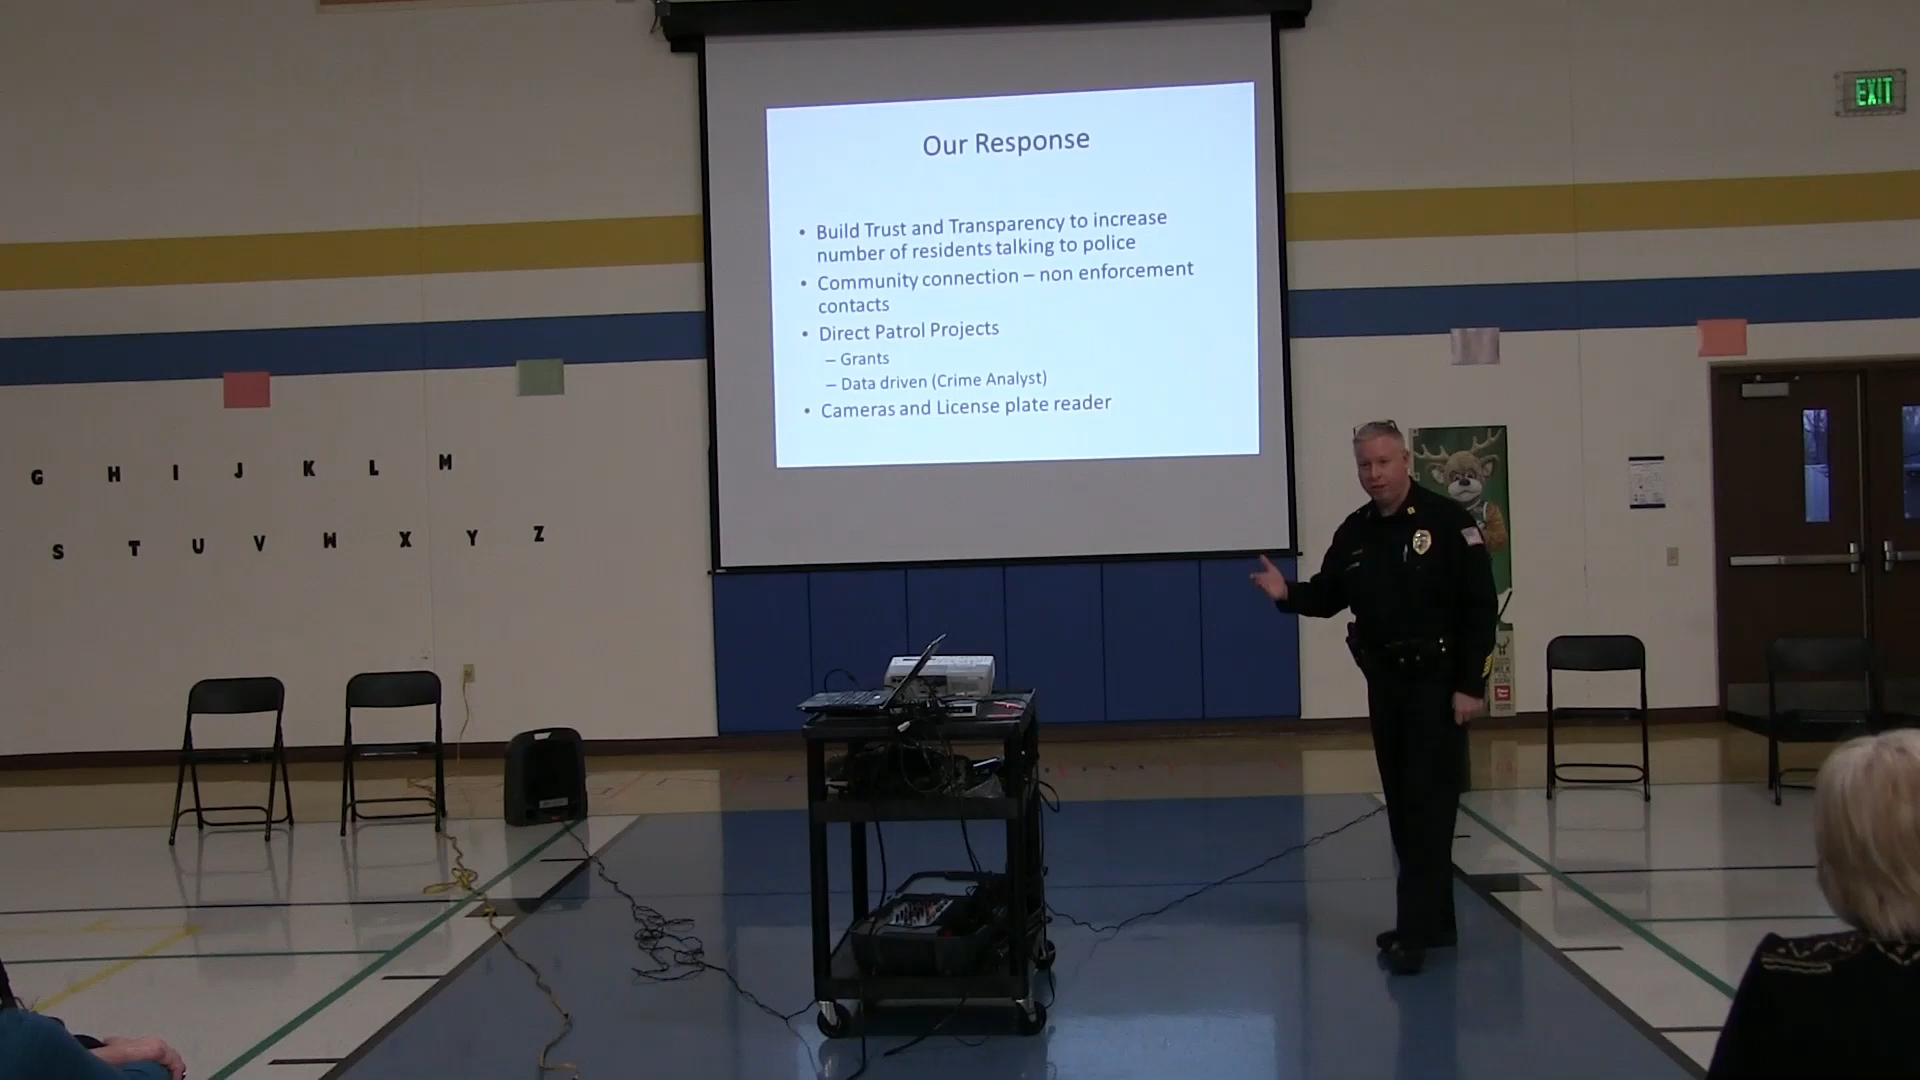 EXIT
Our Response
• Build Trust and Transparency to increase
number of residents talking to police
• Community connection – non enforcement
contacts
• Direct Patrol Projects
– Grants
– Data driven (Crime Analyst)
• Cameras and License plate reader
G H I J K L M
S T U V W X Y Z
MILK